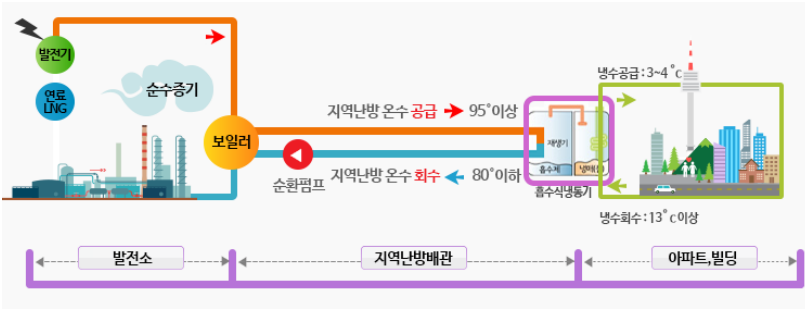 발전기
연료
LNG
순수증기
보일러
지역난방 온수 공급 95˚이상
순환펌프
지역난방 온수 회수 80˚이하
재생기
흡수제
냉매(물)
흡수식냉동기
냉수공급 : 3~4˚c
냉수회수 : 13˚c이상
발전소
지역난방배관
아파트,빌딩